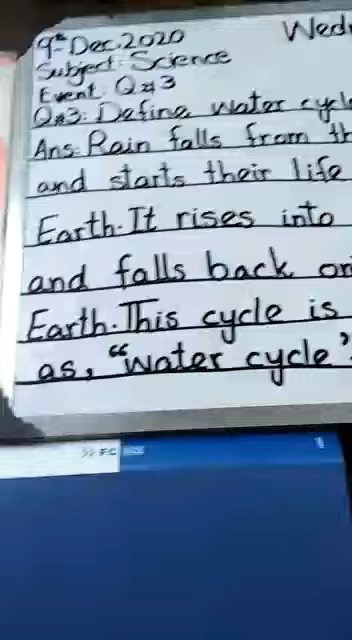 9th Dec. 2020
Subject: Science
Event: Q#3
Q#3: Define water
Ans: Rain falls from
and starts their life
Earth. It rises into
and falls back
Earth. This cycle is
as, "water cycle"